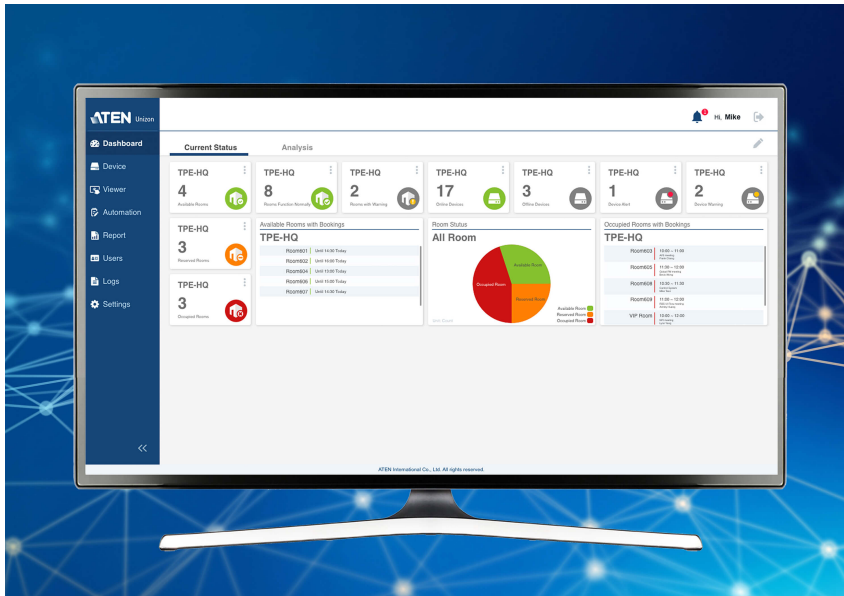 ATEN Unizon
1
Hi, Mike
Dashboard
Device
Viewer
Automation
Report
Users
Logs
Settings
Current Status
Analysis
TPE-HQ
4
Available Rooms
TPE-HQ
8
Rooms Function Normally
TPE-HQ
2
Rooms with Warning
TPE-HQ
17
Online Devices
TPE-HQ
3
Offline Devices
TPE-HQ
1
Device Alert
TPE-HQ
2
Device Warning
TPE-HQ
3
Reserved Rooms
TPE-HQ
3
Occupied Rooms
Available Rooms with Bookings
TPE-HQ
Room601 Until 14:00 Today
Room602 Until 16:00 Today
Room604 Until 13:00 Today
Room606 Until 15:00 Today
Room607 Until 14:00 Today
Room Status
All Room
Available Room
Occupied Room
Reserved Room
Available Room
Reserved Room
Occupied Room
Occupied Rooms with Bookings
TPE-HQ
Room603 10:00 ~ 11:00
Room605 11:30 ~ 12:00
Room608 10:30 ~ 11:30
Room609 11:30 ~ 12:00
VIP Room 10:00 ~ 12:00
ATEN International Co., Ltd. All rights reserved.